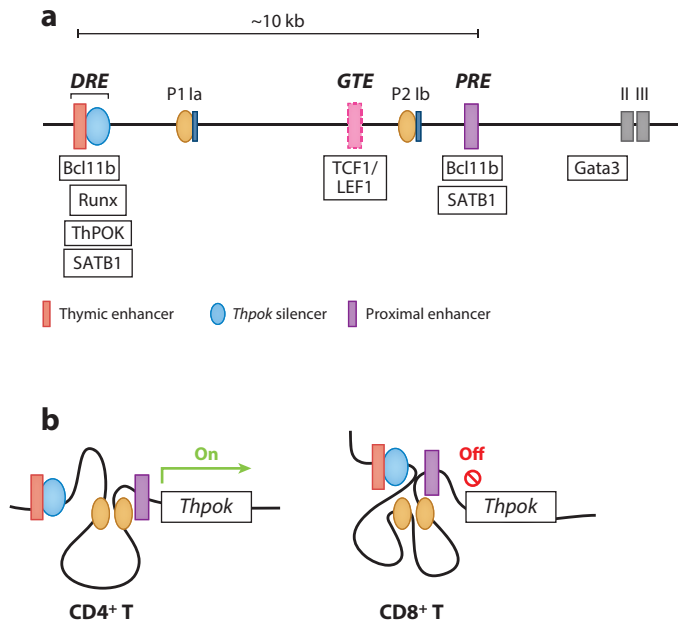 a
~10 kb
DRE
P1 Ia
GTE
P2 Ib
PRE
II III
Bcl11b
Runx
ThPOK
SATB1
TCF1/
LEF1
Bcl11b
SATB1
Gata3
Thymic enhancer
Thpok silencer
Proximal enhancer
b
On
Thpok
CD4+ T
Off
Thpok
CD8+ T